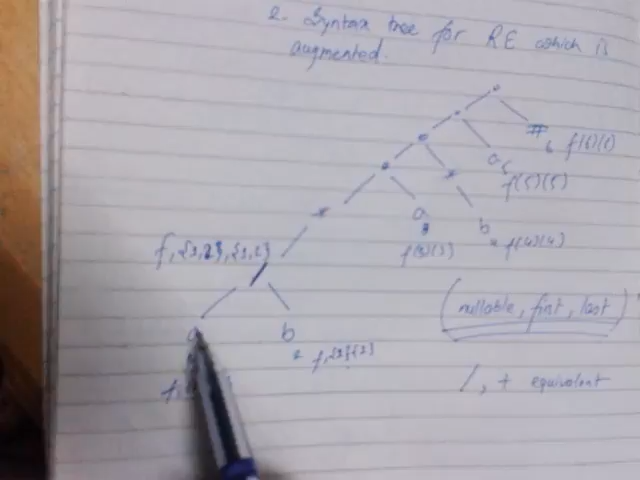 2. Syntax tree for RE which is
augmented.
#
6 f(6)(6)
a
5
f(5)(5)
*
*
a
3
f(3)(3)
b
4 f(4)(4)
f, {1,2}, {1,2}
/
a
b
2 f, {2}{2}
(nullable, first, last)
/, + equivalent